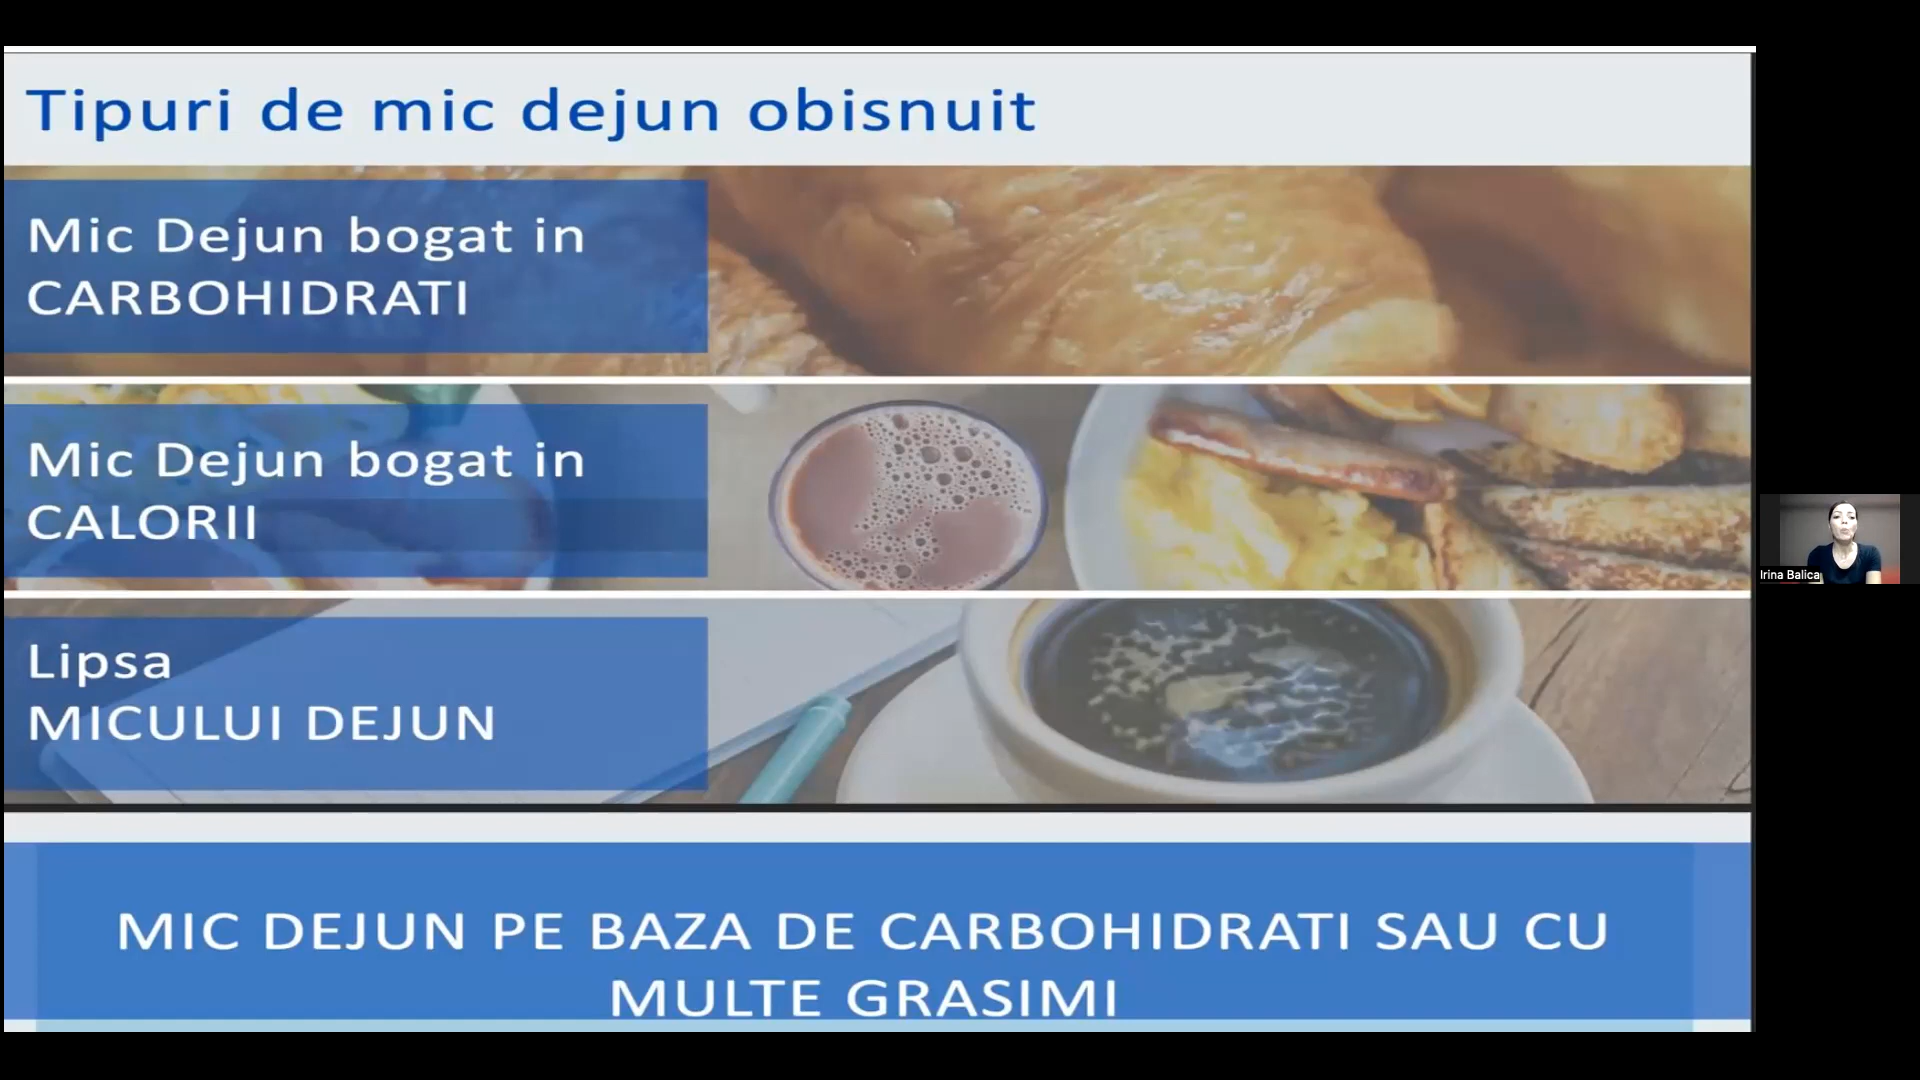 Tipuri de mic dejun obisnuit
Mic Dejun bogat in
CARBOHIDRATI
Mic Dejun bogat in
CALORII
Lipsa
MICULUI DEJUN
MIC DEJUN PE BAZA DE CARBOHIDRATI SAU CU
MULTE GRASIMI
Irina Balica